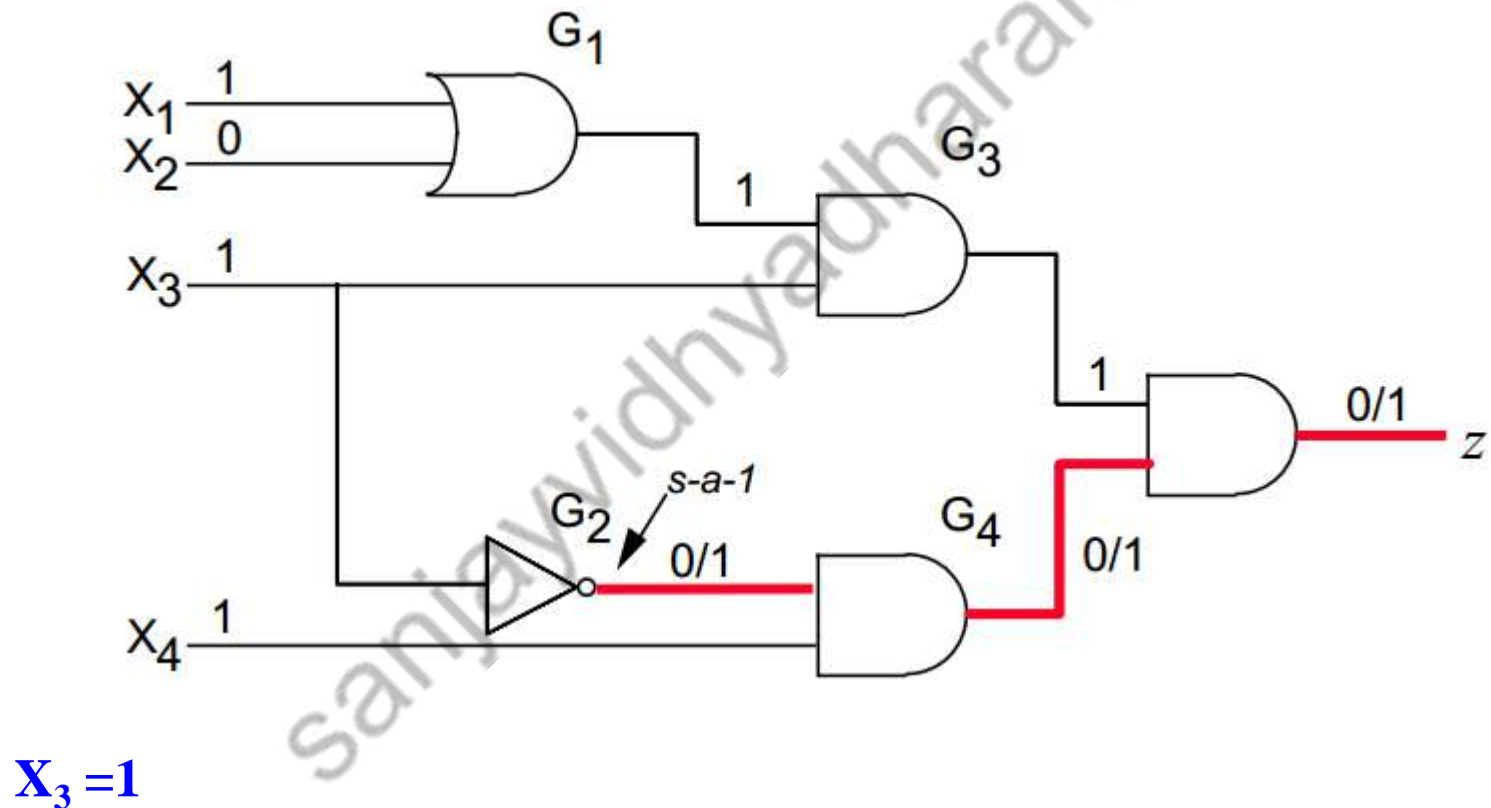 G1
X1 1
X2 0
G3
1
X3 1
1
0/1
z
s-a-1
G2
0/1
G4
0/1
X4 1
sanjayvidhyadharan
X3 =1